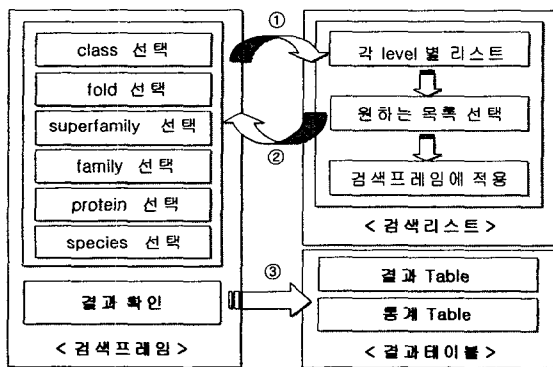 ①
class 선택
fold 선택
superfamily 선택
family 선택
protein 선택
species 선택
결과 확인
< 검색프레임 >
②
각 level 별 리스트
원하는 목록 선택
검색프레임에 적용
< 검색리스트 >
③
결과 Table
통계 Table
< 결과테이블 >